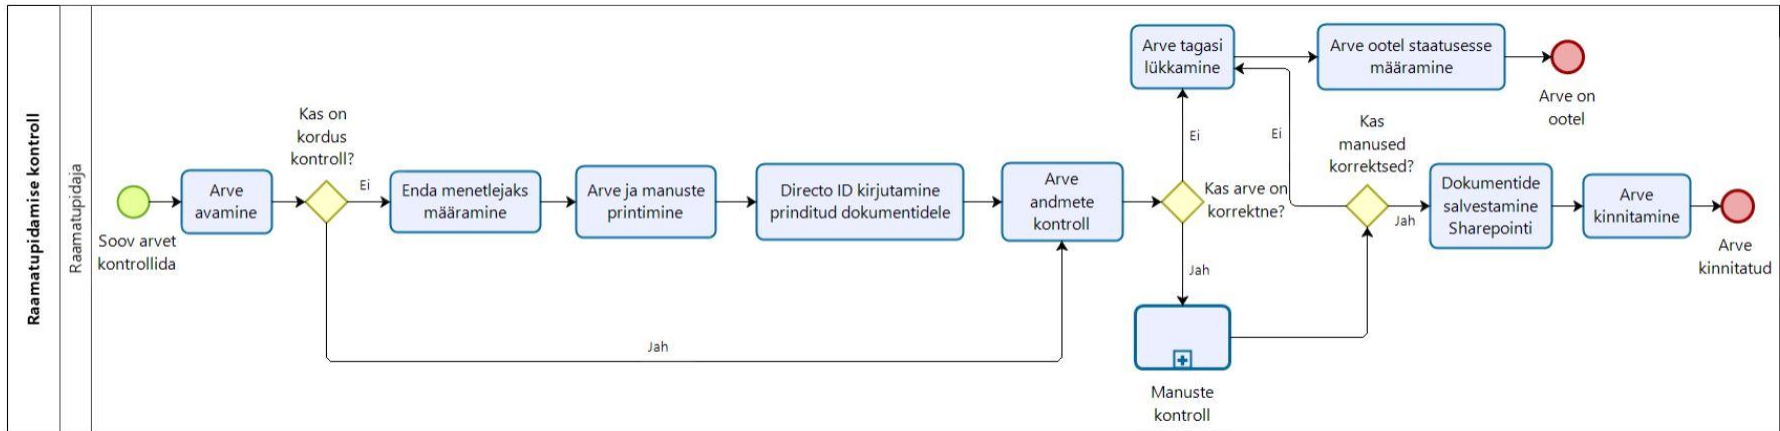 Raamatupidamise kontroll
Raamatupidaja
Soov arvet
kontrollida
Arve
avamine
Kas on
kordus
kontroll?
Ei
Jah
Enda menetlejaks
määramine
Arve ja manuste
printimine
Directo ID kirjutamine
prinditud dokumentidele
Arve
andmete
kontroll
Kas arve on
korrektne?
Ei
Jah
Arve tagasi
lükkamine
Arve ootel staatusesse
määramine
Arve on
ootel
Manuste
kontroll
Kas
manused
korrektsed?
Ei
Jah
Dokumentide
salvestamine
Sharepointi
Arve
kinnitamine
Arve
kinnitatud